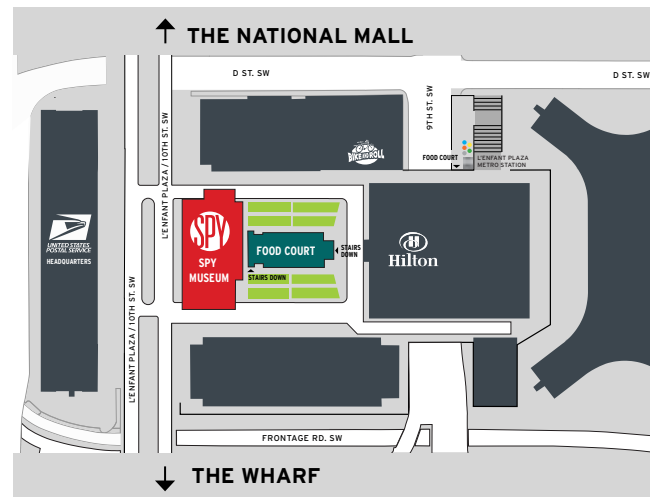 THE NATIONAL MALL
D ST. SW
D ST. SW
9TH ST. SW
L'ENFANT PLAZA / 10TH ST. SW
BIKE AND ROLL
FOOD COURT
L'ENFANT PLAZA
METRO STATION
UNITED STATES
POSTAL SERVICE
HEADQUARTERS
SPY
SPY
MUSEUM
FOOD COURT
STAIRS
DOWN
STAIRS DOWN
Hilton
L'ENFANT PLAZA / 10TH ST. SW
FRONTAGE RD. SW
THE WHARF